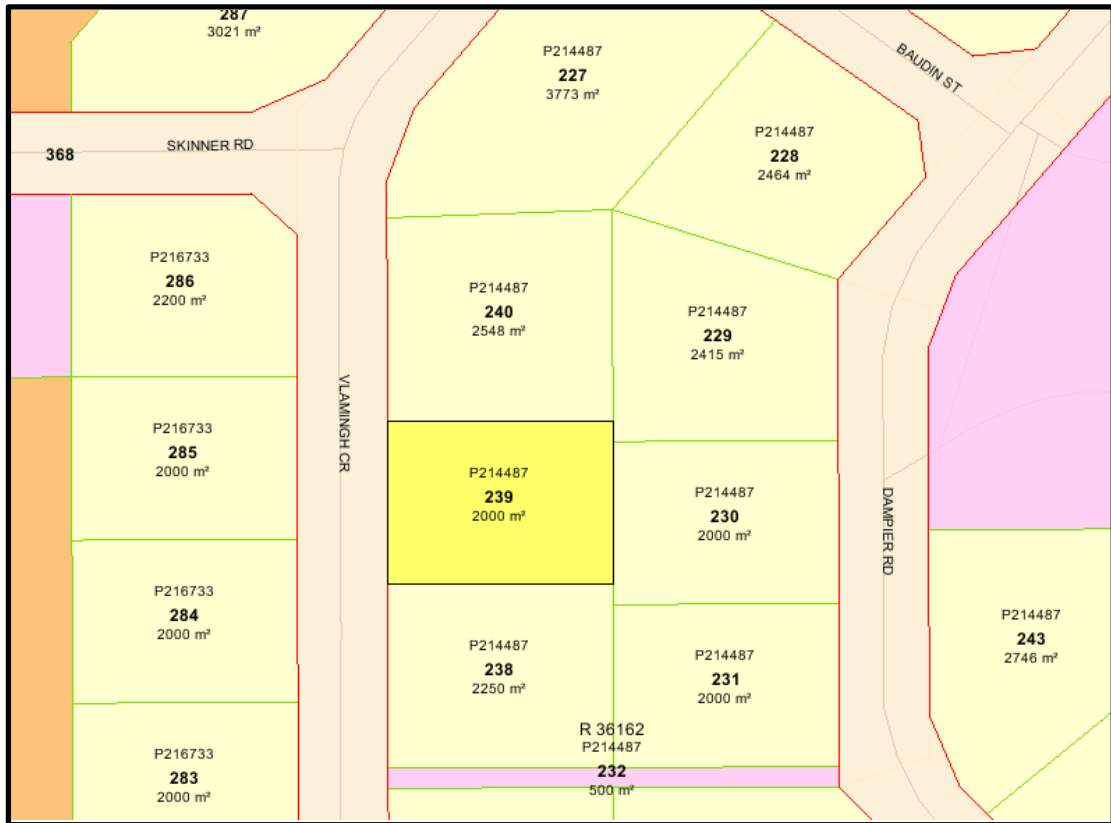 287
3021 m²
P214487
227
3773 m²
BAUDIN ST
P214487
228
2464 m²
368
SKINNER RD
P216733
286
2200 m²
P214487
240
2548 m²
P214487
229
2415 m²
VLAMINGH CR
P216733
285
2000 m²
P214487
239
2000 m²
P214487
230
2000 m²
DAMPIER RD
P216733
284
2000 m²
P214487
238
2250 m²
P214487
231
2000 m²
P214487
243
2746 m²
R 36162
P214487
232
500 m²
P216733
283
2000 m²